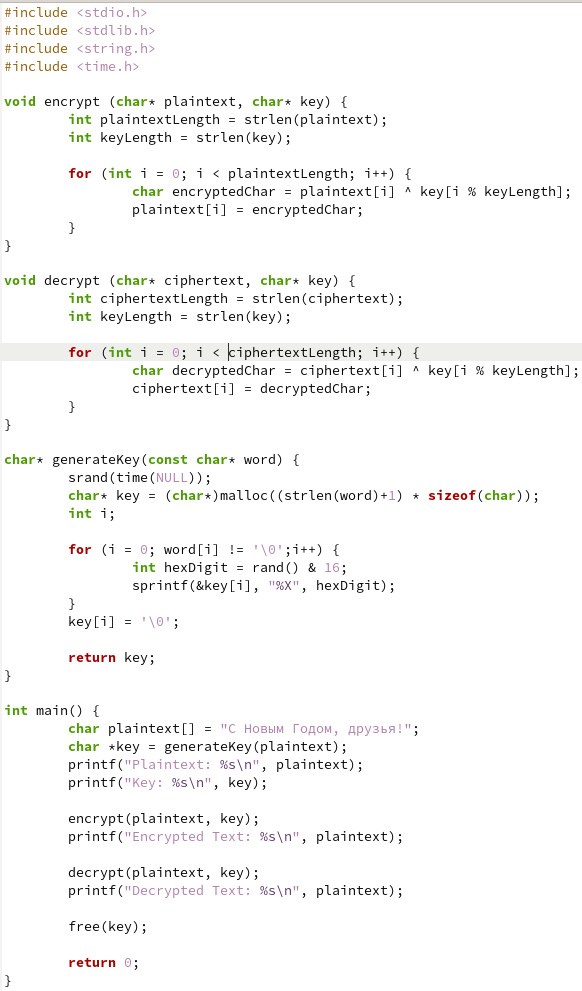 #include <stdio.h>
#include <stdlib.h>
#include <string.h>
#include <time.h>
void encrypt (char* plaintext, char* key) {
int plaintextLength = strlen(plaintext);
int keyLength = strlen(key);
for (int i = 0; i < plaintextLength; i++) {
char encryptedChar = plaintext[i] ^ key[i % keyLength];
plaintext[i] = encryptedChar;
}
}
void decrypt (char* ciphertext, char* key) {
int ciphertextLength = strlen(ciphertext);
int keyLength = strlen(key);
for (int i = 0; i < ciphertextLength; i++) {
char decryptedChar = ciphertext[i] ^ key[i % keyLength];
ciphertext[i] = decryptedChar;
}
}
char* generateKey(const char* word) {
srand(time(NULL));
char* key = (char*)malloc((strlen(word)+1) * sizeof(char));
int i;
for (i = 0; word[i] != '\0';i++) {
int hexDigit = rand() & 16;
sprintf(&key[i], "%X", hexDigit);
}
key[i] = '\0';
return key;
}
int main() {
char plaintext[] = "С Новым Годом, друзья!";
char *key = generateKey(plaintext);
printf("Plaintext: %s\n", plaintext);
printf("Key: %s\n", key);
encrypt(plaintext, key);
printf("Encrypted Text: %s\n", plaintext);
decrypt(plaintext, key);
printf("Decrypted Text: %s\n", plaintext);
free(key);
return 0;
}